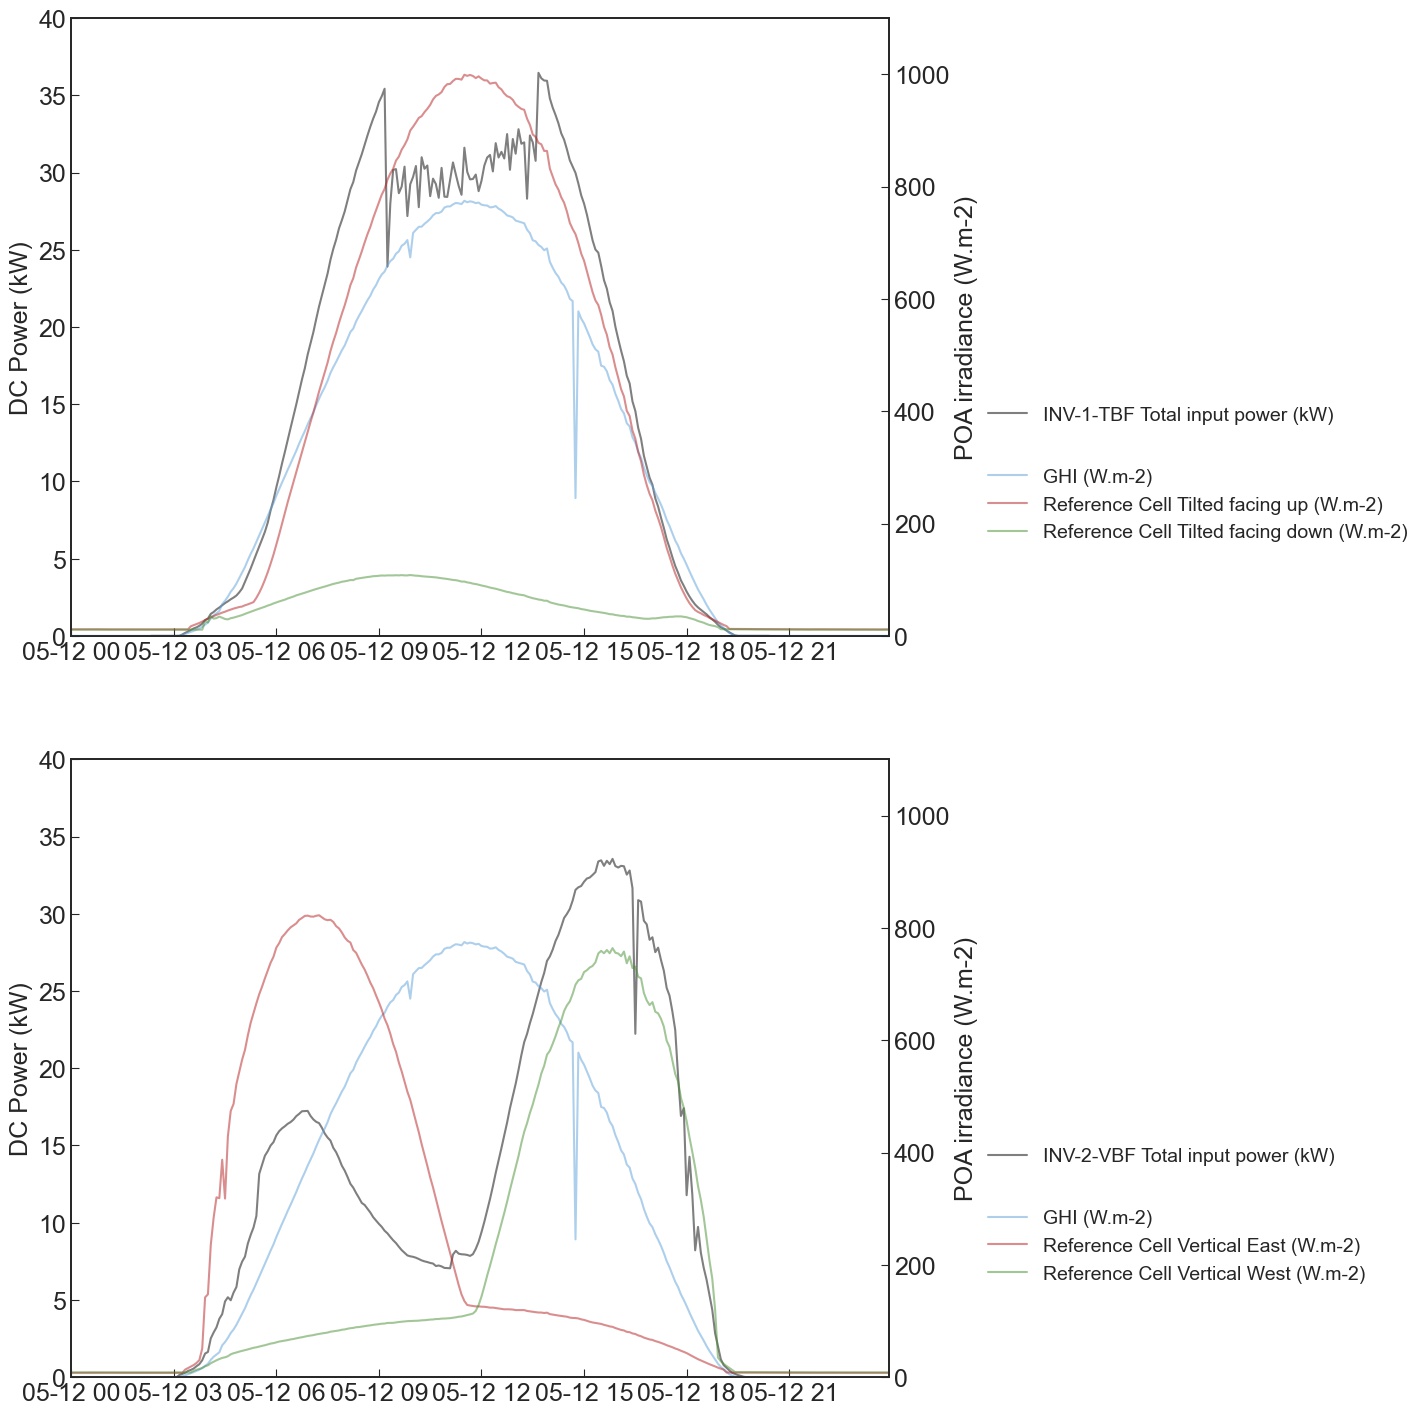 40
35
30
25
20
15
10
5
0
DC Power (kW)
1000
800
600
400
200
0
POA irradiance (W.m-2)
05-12 00 05-12 03 05-12 06 05-12 09 05-12 12 05-12 15 05-12 18 05-12 21
INV-1-TBF Total input power (kW)
GHI (W.m-2)
Reference Cell Tilted facing up (W.m-2)
Reference Cell Tilted facing down (W.m-2)
40
35
30
25
20
15
10
5
0
DC Power (kW)
1000
800
600
400
200
0
POA irradiance (W.m-2)
05-12 00 05-12 03 05-12 06 05-12 09 05-12 12 05-12 15 05-12 18 05-12 21
INV-2-VBF Total input power (kW)
GHI (W.m-2)
Reference Cell Vertical East (W.m-2)
Reference Cell Vertical West (W.m-2)